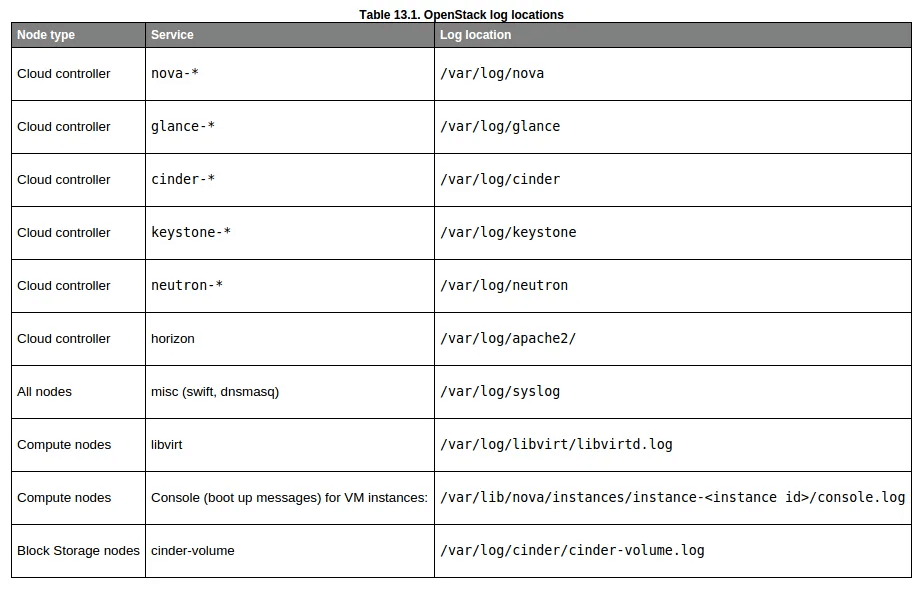 Table 13.1. OpenStack log locations
Node type Service Log location
Cloud controller nova-* /var/log/nova
Cloud controller glance-* /var/log/glance
Cloud controller cinder-* /var/log/cinder
Cloud controller keystone-* /var/log/keystone
Cloud controller neutron-* /var/log/neutron
Cloud controller horizon /var/log/apache2/
All nodes misc (swift, dnsmasq) /var/log/syslog
Compute nodes libvirt /var/log/libvirt/libvirtd.log
Compute nodes Console (boot up messages) for VM instances: /var/lib/nova/instances/instance-<instance id>/console.log
Block Storage nodes cinder-volume /var/log/cinder/cinder-volume.log